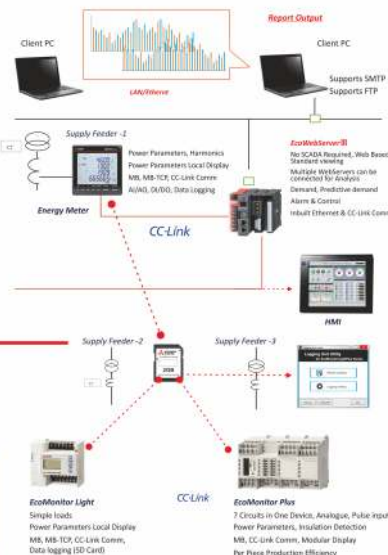 Report Output
Client PC
Client PC
LAN/Ethernet
Supports SMTP
Supports FTP
Supply Feeder -1
CT
Power Parameters, Harmonics
Power Parameters Local Display
MB, MB-TCP, CC-Link Comm
AI/AO, DI/DO, Data Logging
Energy Meter
CC-Link
EcoWebServerIII
No SCADA Required, Web Based
Standard viewing
Multiple WebServers can be
connected for Analysis
Demand, Predictive demand
Alarm & Control
Inbuilt Ethernet & CC-Link Comm
HMI
Supply Feeder -2
Supply Feeder -3
CT
2GB
Logging Unit Utility
EcoMonitor Light
Simple loads
Power Parameters Local Display
MB, MB-TCP, CC-Link Comm,
Data logging (SD Card)
CC-Link
EcoMonitor Plus
7 Circuits in One Device, Analogue, Pulse input
Power Parameters, Insulation Detection
MB, CC-Link Comm, Modular Display
Per Piece Production Efficiency